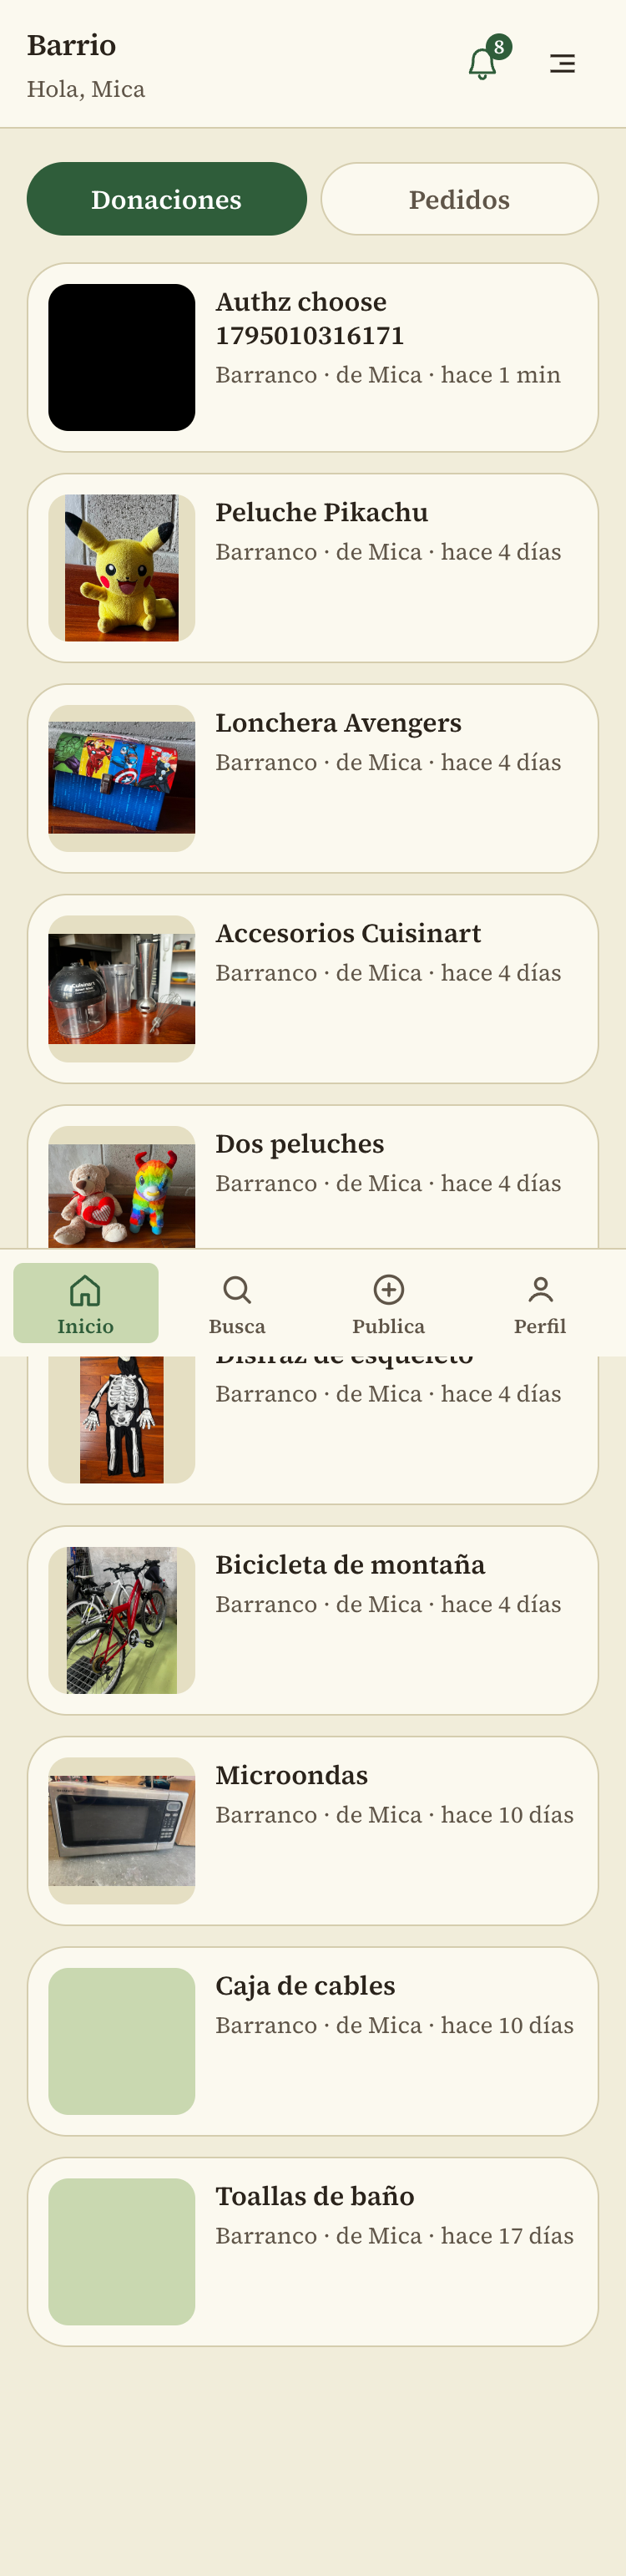 Barrio
8
Hola, Mica
Donaciones
Pedidos
Authz choose
1795010316171
Barranco · de Mica · hace 1 min
Peluche Pikachu
Barranco · de Mica · hace 4 días
Lonchera Avengers
Barranco · de Mica · hace 4 días
Accesorios Cuisinart
Barranco · de Mica · hace 4 días
Cuisinart
Dos peluches
Barranco · de Mica · hace 4 días
Inicio
Busca
Publica
Perfil
Disfraz de esqueleto
Barranco · de Mica · hace 4 días
Bicicleta de montaña
Barranco · de Mica · hace 4 días
Microondas
Barranco · de Mica · hace 10 días
Caja de cables
Barranco · de Mica · hace 10 días
Toallas de baño
Barranco · de Mica · hace 17 días